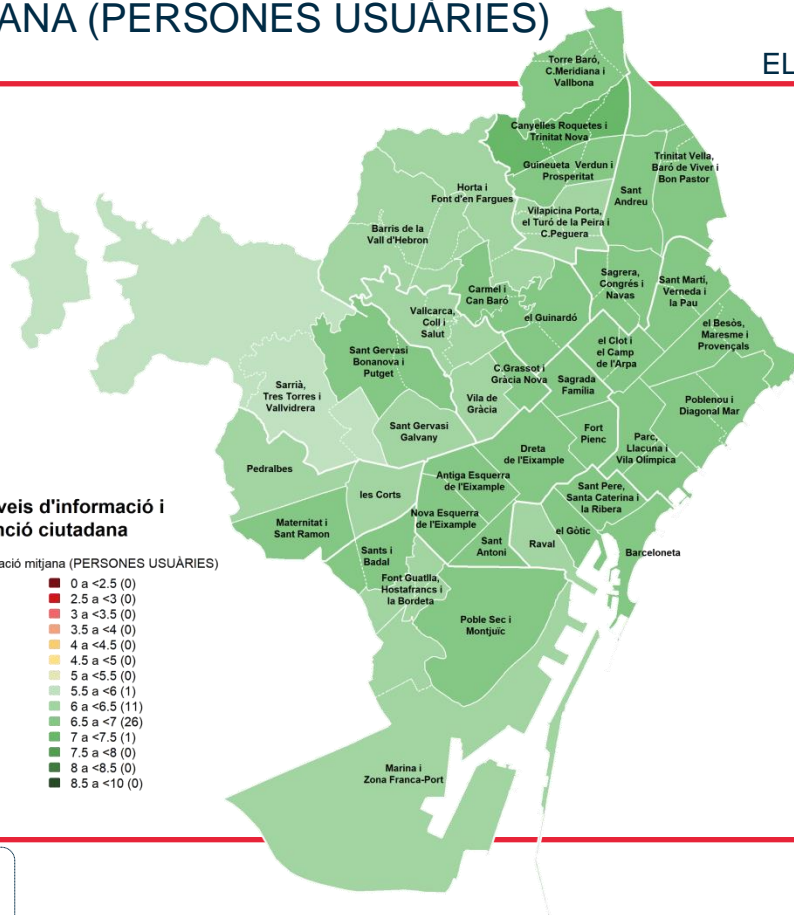 ANA (PERSONES USUÀRIES)
EL
Torre Baró,
C.Meridiana i
Vallbona
Canyelles Roquetes i
Trinitat Nova
Guineueta Verdun i
Prosperitat
Trinitat Vella,
Baró de Viver i
Bon Pastor
Sant
Andreu
Horta i
Font d'en Fargues
Vilapicina Porta,
el Turó de la Peira i
C.Peguera
Barris de la
Vall d'Hebron
Sagrera,
Congrés i
Navas
Sant Martí,
Verneda i
la Pau
Carmel i
Can Baró
Vallcarca,
Coll i
Salut
el Guinardó
el Besòs,
Maresme i
Provençals
el Clot i
el Camp
de l'Arpa
Sant Gervasi
Bonanova i
Putget
C.Grassot i
Gràcia Nova
Sagrada
Família
Sarrià,
Tres Torres i
Vallvidrera
Vila de
Gràcia
Poblenou i
Diagonal Mar
Sant Gervasi
Galvany
Fort
Pienc
Parc,
Llacuna i
Vila Olímpica
Dreta
de l'Eixample
Pedralbes
Antiga Esquerra
de l'Eixample
les Corts
Sant Pere,
Santa Caterina i
la Ribera
Maternitat i
Sant Ramon
Nova Esquerra
de l'Eixample
el Gòtic
Sant
Antoni
Raval
Barceloneta
Sants i
Badal
Font Guatlla,
Hostafrancs i
la Bordeta
Poble Sec i
Montjuïc
Marina i
Zona Franca-Port
veis d'informació i
nció ciutadana
ació mitjana (PERSONES USUÀRIES)
0 a <2.5 (0)
2.5 a <3 (0)
3 a <3.5 (0)
3.5 a <4 (0)
4 a <4.5 (0)
4.5 a <5 (0)
5 a <5.5 (0)
5.5 a <6 (1)
6 a <6.5 (11)
6.5 a <7 (26)
7 a <7.5 (1)
7.5 a <8 (0)
8 a <8.5 (0)
8.5 a <10 (0)